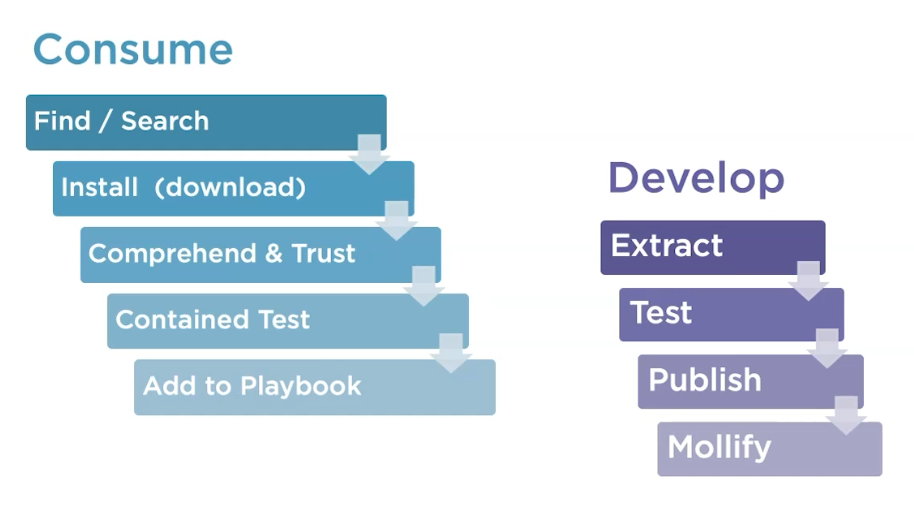 Consume
Find / Search
Install (download)
Comprehend & Trust
Contained Test
Add to Playbook
Develop
Extract
Test
Publish
Mollify